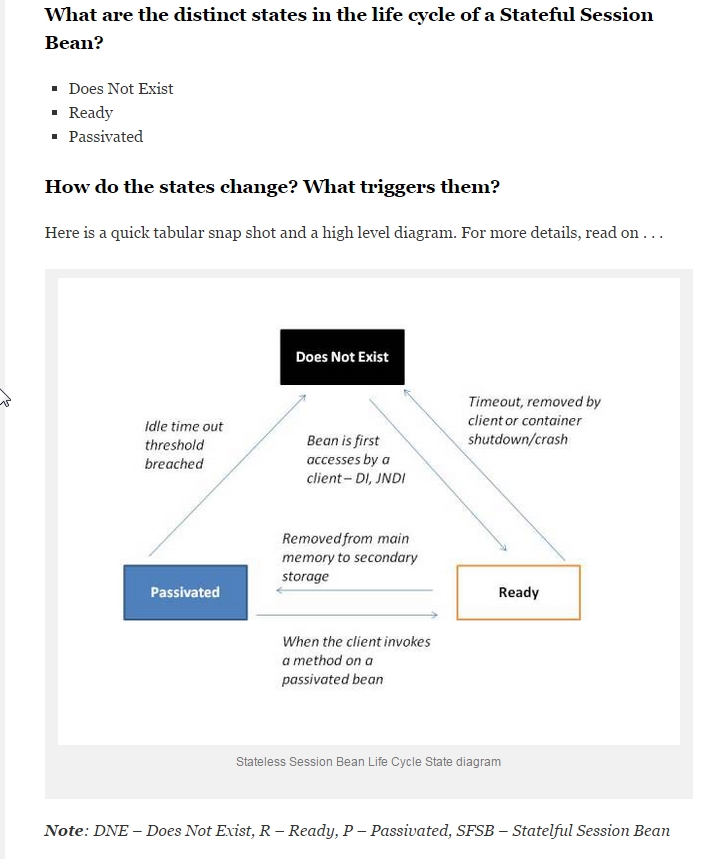 What are the distinct states in the life cycle of a Stateful Session
Bean?
Does Not Exist
Ready
Passivated
How do the states change? What triggers them?
Here is a quick tabular snap shot and a high level diagram. For more details, read on . . .
Does Not Exist
Idle time out
threshold
breached
Bean is first
accesses by a
client – DI, JNDI
Timeout, removed by
client or container
shutdown/crash
Removed from main
memory to secondary
storage
Passivated
Ready
When the client invokes
a method on a
passivated bean
Stateless Session Bean Life Cycle State diagram
Note: DNE – Does Not Exist, R – Ready, P – Passivated, SFSB – Statelful Session Bean